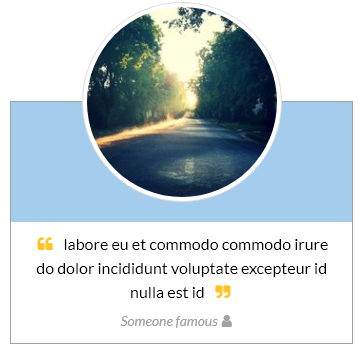 “ labore eu et commodo commodo irure
do dolor incididunt voluptate excepteur id
nulla est id ”
Someone famous